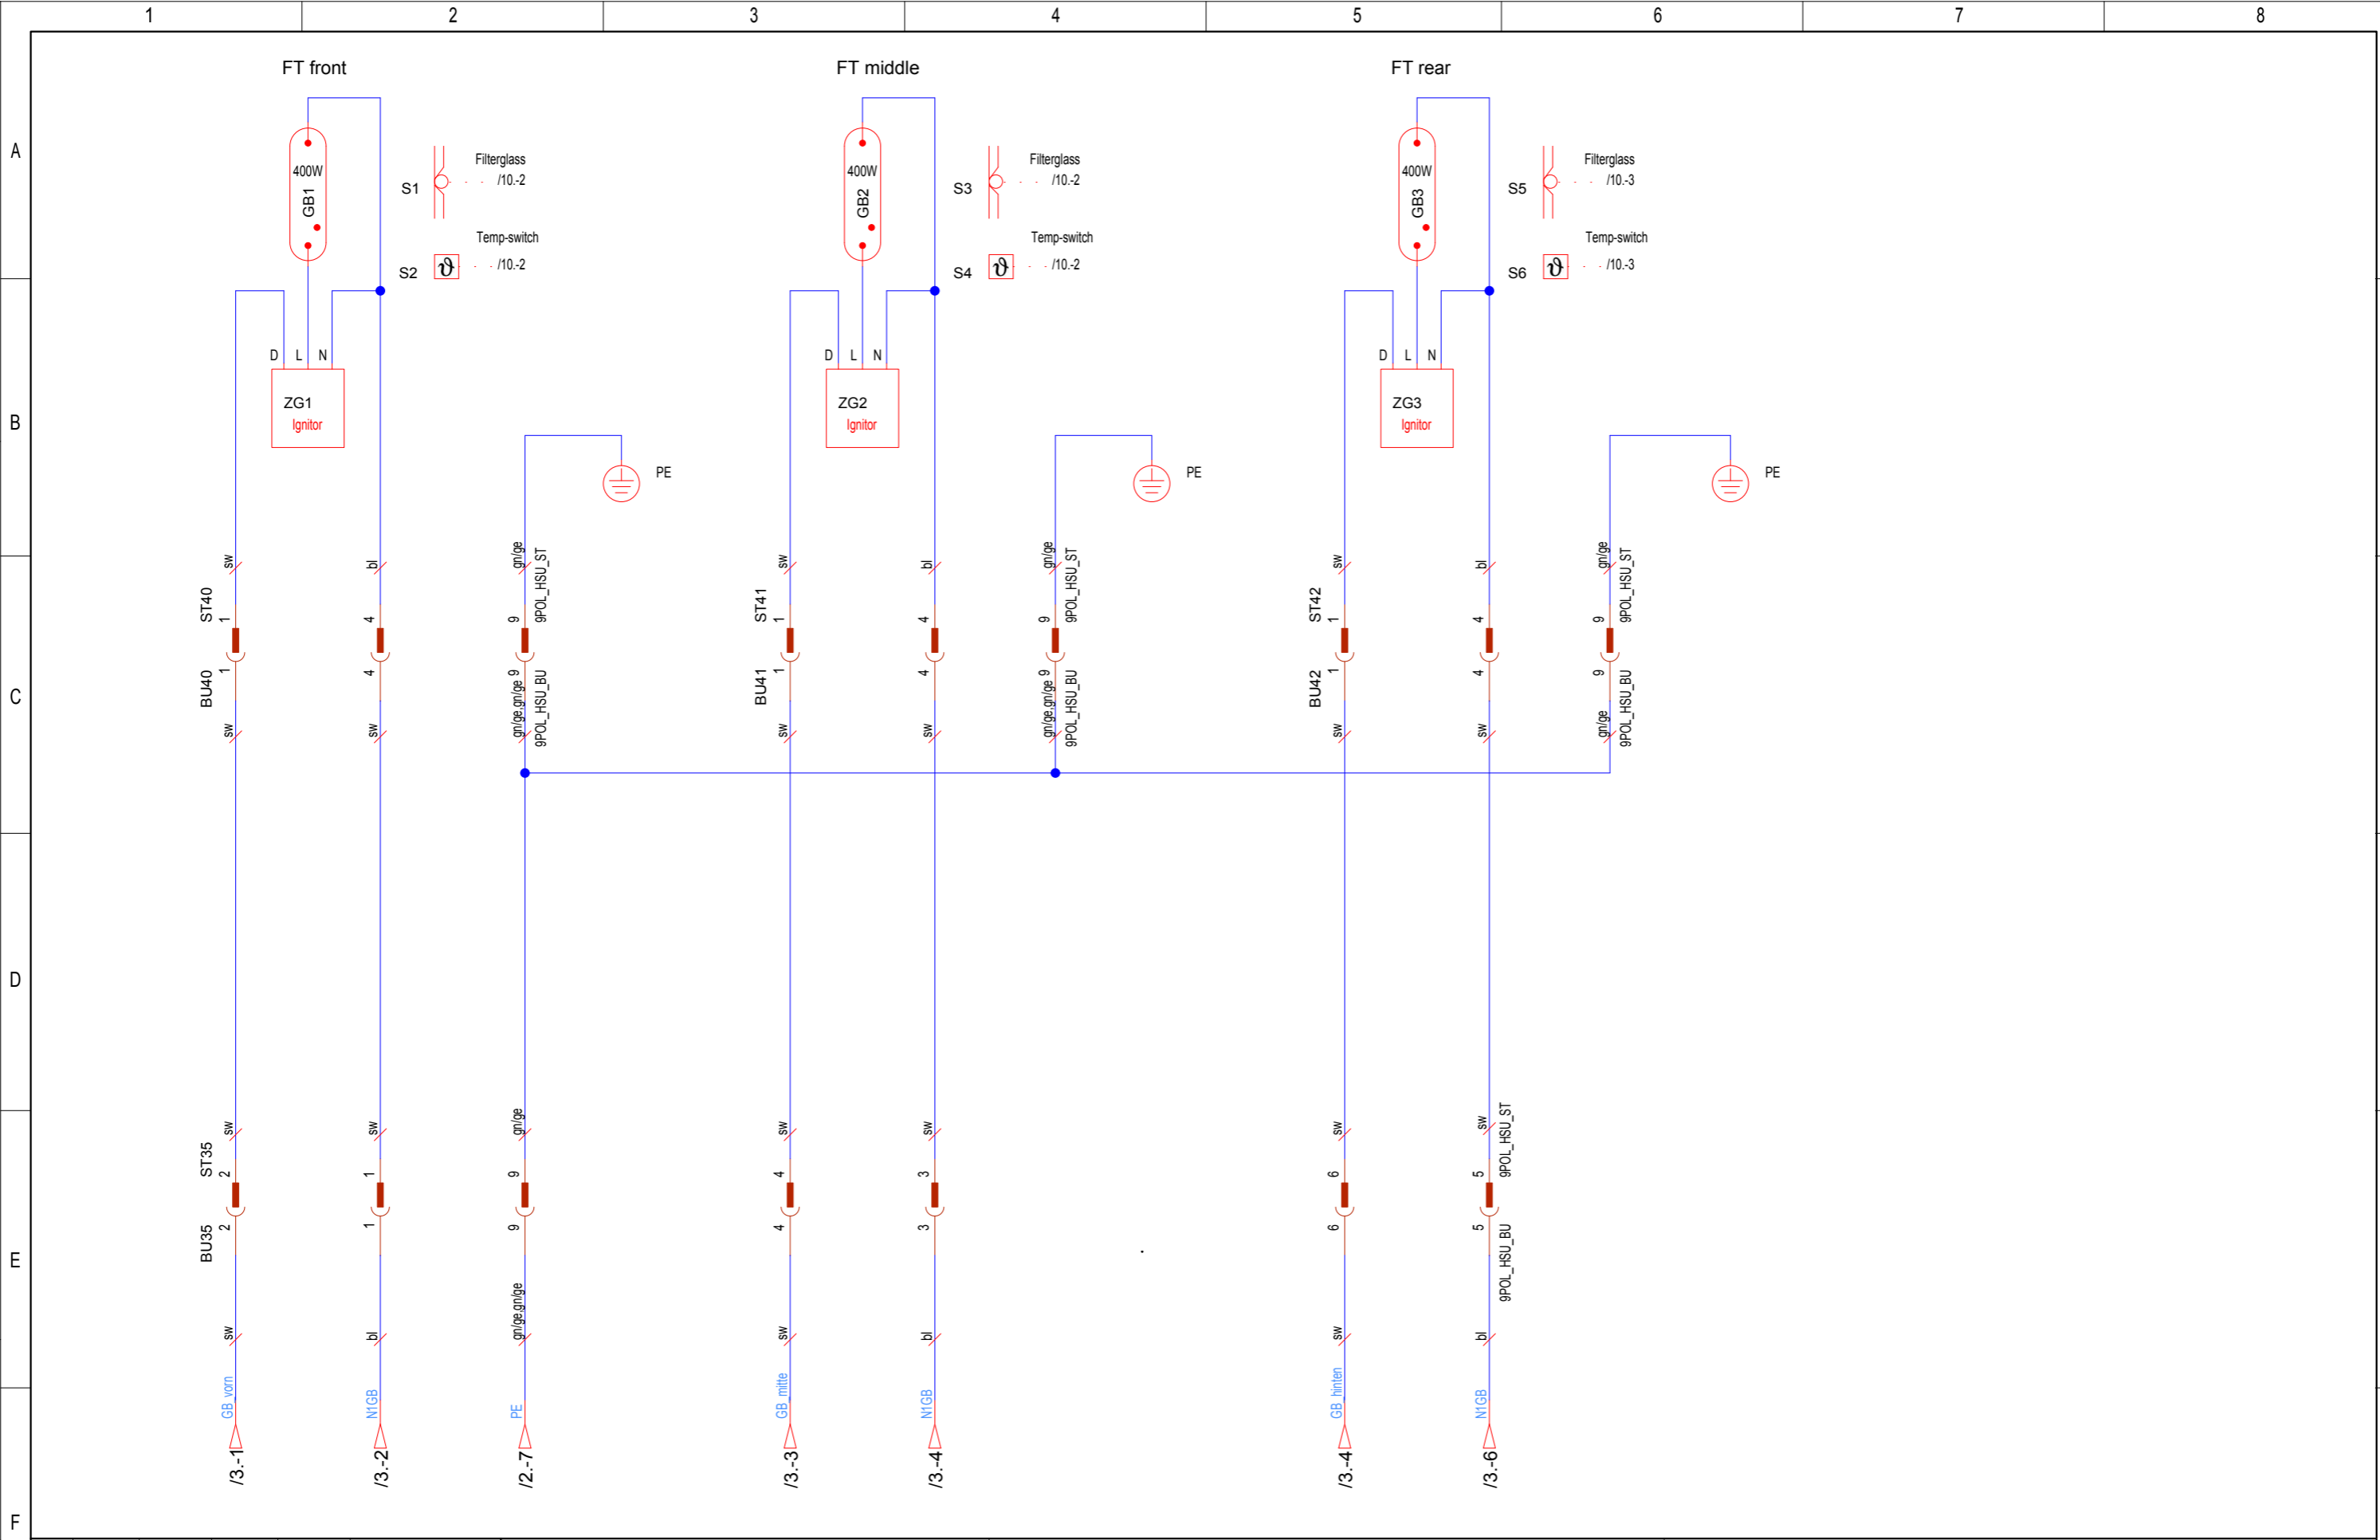 1 2 3 4 5 6 7 8
FT front FT middle FT rear
A
400W
GB1
S1
Filterglass
/10.-2
S2
Temp-switch
/10.-2
400W
GB2
S3
Filterglass
/10.-2
S4
Temp-switch
/10.-2
400W
GB3
S5
Filterglass
/10.-3
S6
Temp-switch
/10.-3
B
D L N
ZG1
Ignitor
PE
D L N
ZG2
Ignitor
PE
D L N
ZG3
Ignitor
PE
C
sw bl gn/ge
ST40 1 4 9 9POL_HSU_ST
BU40 1 4 9 9POL_HSU_BU
sw sw gn/ge,gn/ge
sw bl gn/ge
ST41 1 4 9 9POL_HSU_ST
BU41 1 4 9 9POL_HSU_BU
sw sw gn/ge,gn/ge
sw bl gn/ge
ST42 1 4 9 9POL_HSU_ST
BU42 1 4 9 9POL_HSU_BU
sw sw gn/ge
D
E
sw sw gn/ge sw sw sw sw
ST35 2 1 9 4 3 6 5 9POL_HSU_ST
BU35 2 1 9 4 3 6 5 9POL_HSU_BU
sw bl gn/ge,gn/ge sw bl sw bl
GB_vorn N1GB PE GB_mitte N1GB GB_hinten N1GB
/3.-1 /3.-2 /2.-7 /3.-3 /3.-4 /3.-4 /3.-6
F